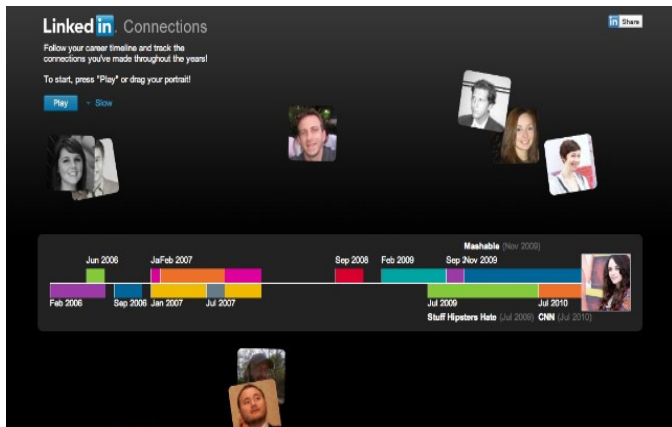 Linked in. Connections
in Share
Follow your career timeline and track the
connections you've made throughout the years!
To start, press "Play" or drag your portrait!
Play
Slow
Mashable (Nov 2009)
Jun 2006 JaFeb 2007 Sep 2008 Feb 2009 Sep 2Nov 2009
Feb 2006 Sep 2006 Jan 2007 Jul 2007 Jul 2009 Jul 2010
Stuff Hipsters Hate (Jul 2009) CNN (Jul 2010)